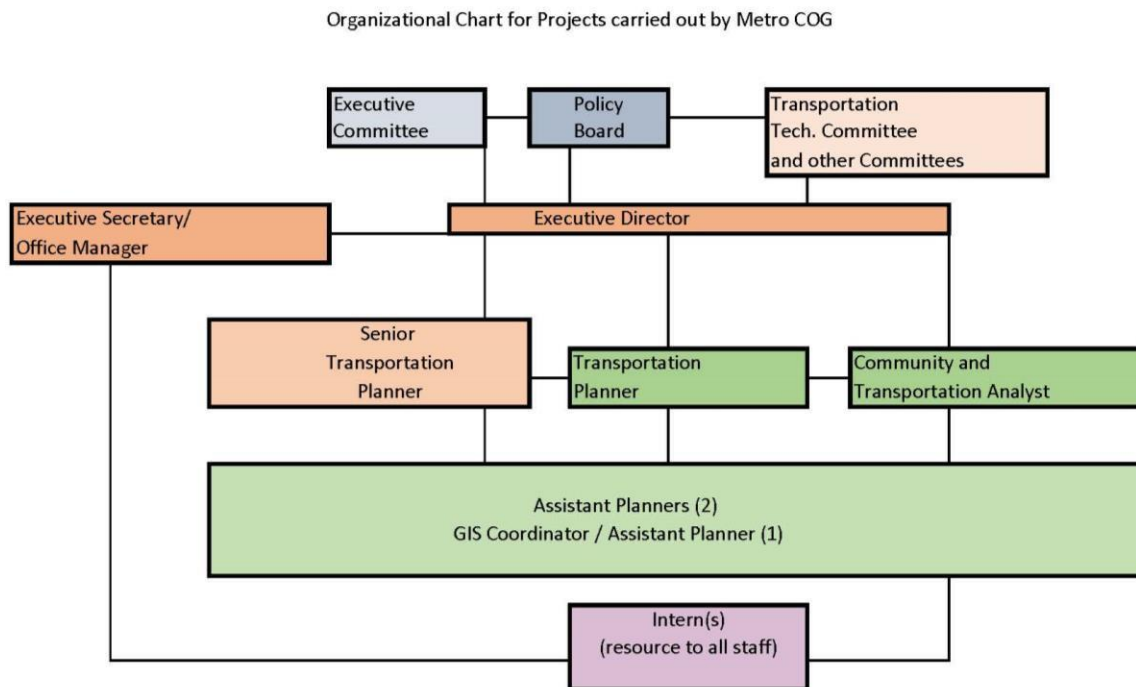 Organizational Chart for Projects carried out by Metro COG
Executive
Committee
Policy
Board
Transportation
Tech. Committee
and other Committees
Executive Secretary/
Office Manager
Executive Director
Senior
Transportation
Planner
Transportation
Planner
Community and
Transportation Analyst
Assistant Planners (2)
GIS Coordinator / Assistant Planner (1)
Intern(s)
(resource to all staff)